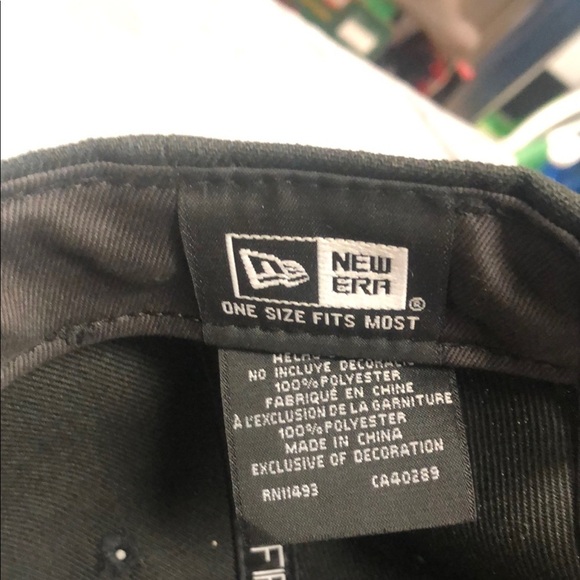 NEW
ERA®
ONE SIZE FITS MOST
NO INCLUYE DECORACIÓN
100%POLYESTER
FABRIQUÉ EN CHINE
À L'EXCLUSION DE LA GARNITURE
100%POLYESTER
MADE IN CHINA
EXCLUSIVE OF DECORATION
RN11493 CA40289